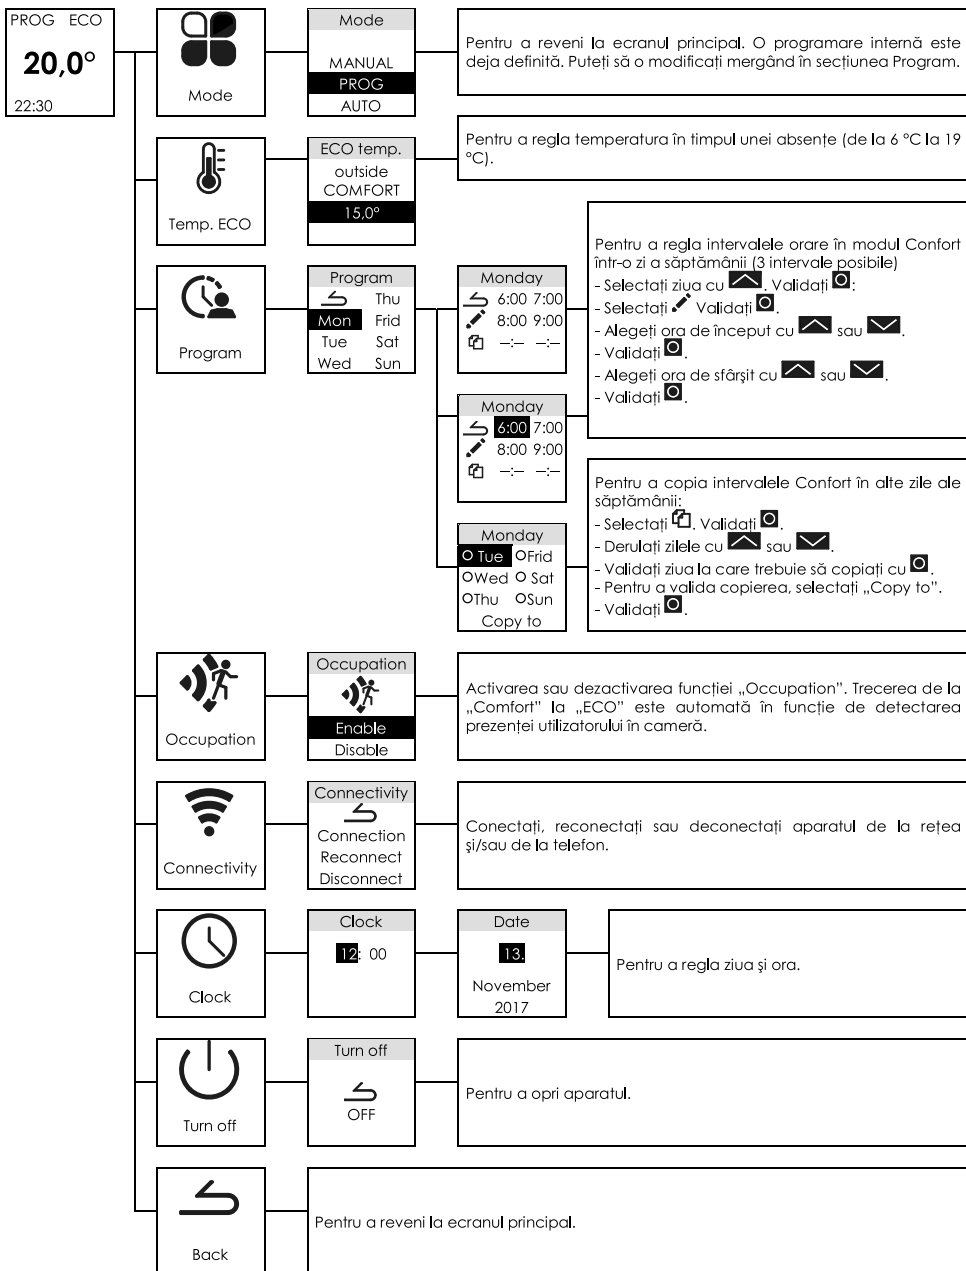 PROG ECO
20,0°
22:30
Mode
Mode
MANUAL
PROG
AUTO
Pentru a reveni la ecranul principal. O programare internă este
deja definită. Puteți să o modificați mergând în secțiunea Program.
Temp. ECO
ECO temp.
outside
COMFORT
15,0°
Pentru a regla temperatura în timpul unei absențe (de la 6 °C la 19
°C).
Program
Program
Thu
Mon Frid
Tue Sat
Wed Sun
Monday
6:00 7:00
8:00 9:00
–:– –:–
Monday
6:00 7:00
8:00 9:00
–:– –:–
Pentru a regla intervalele orare în modul Confort
într-o zi a săptămânii (3 intervale posibile)
- Selectați ziua cu . Validați :
- Selectați Validați .
- Alegeți ora de început cu sau .
- Validați .
- Alegeți ora de sfârşit cu sau .
- Validați .
Monday
Tue Frid
Wed Sat
Thu Sun
Copy to
Pentru a copia intervalele Confort în alte zile ale
săptămânii:
- Selectați . Validați .
- Derulați zilele cu sau .
- Validați ziua la care trebuie să copiați cu .
- Pentru a valida copierea, selectați „Copy to”.
- Validați .
Occupation
Occupation
Enable
Disable
Activarea sau dezactivarea funcției „Occupation”. Trecerea de la
„Comfort” la „ECO” este automată în funcție de detectarea
prezenței utilizatorului în cameră.
Connectivity
Connectivity
Connection
Reconnect
Disconnect
Conectați, reconectați sau deconectați aparatul de la rețea
şi/sau de la telefon.
Clock
Clock
12: 00
Date
13.
November
2017
Pentru a regla ziua şi ora.
Turn off
Turn off
OFF
Pentru a opri aparatul.
Back
Pentru a reveni la ecranul principal.